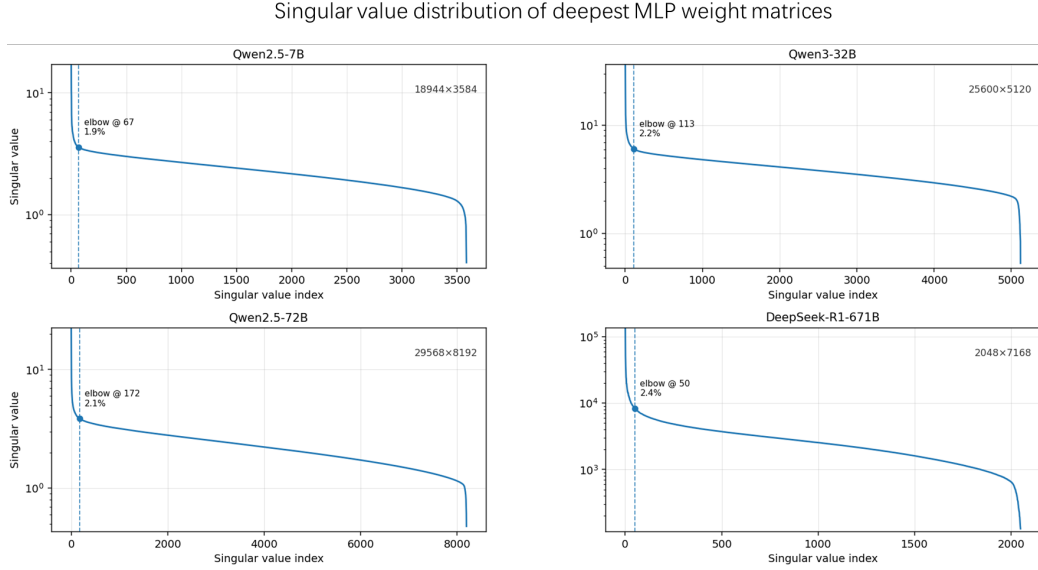 Singular value distribution of deepest MLP weight matrices
Qwen2.5-7B
18944×3584
elbow @ 67
1.9%
10¹
10⁰
Singular value
0 500 1000 1500 2000 2500 3000 3500
Singular value index
Qwen3-32B
25600×5120
elbow @ 113
2.2%
10¹
10⁰
0 1000 2000 3000 4000 5000
Singular value index
Qwen2.5-72B
29568×8192
elbow @ 172
2.1%
10¹
10⁰
Singular value
0 2000 4000 6000 8000
Singular value index
DeepSeek-R1-671B
2048×7168
elbow @ 50
2.4%
10⁵
10⁴
10³
0 500 1000 1500 2000
Singular value index